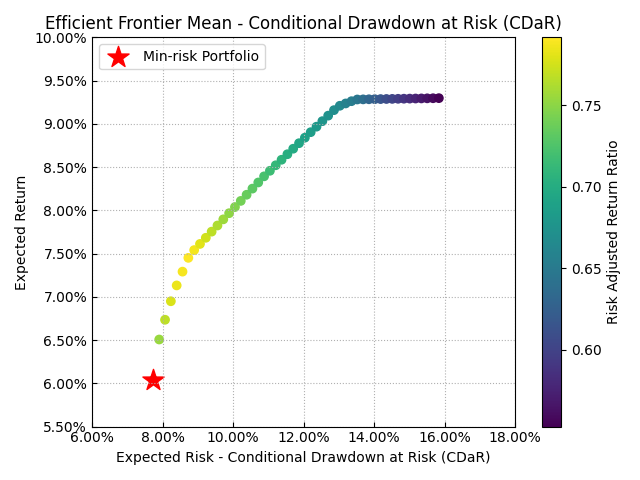 Efficient Frontier Mean - Conditional Drawdown at Risk (CDaR)
Min-risk Portfolio
Expected Return
10.00%
9.50%
9.00%
8.50%
8.00%
7.50%
7.00%
6.50%
6.00%
5.50%
6.00% 8.00% 10.00% 12.00% 14.00% 16.00% 18.00%
Expected Risk - Conditional Drawdown at Risk (CDaR)
0.75
0.70
0.65
0.60
Risk Adjusted Return Ratio